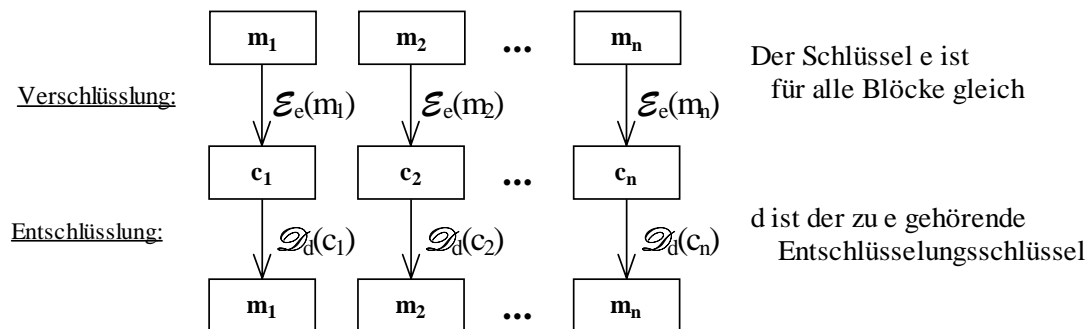 m₁ m₂ ... mₙ
Der Schlüssel e ist
für alle Blöcke gleich
Verschlüsslung:
ℰₑ(m₁) ℰₑ(m₂) ℰₑ(mₙ)
c₁ c₂ ... cₙ
Entschlüsslung:
𝒟d(c₁) 𝒟d(c₂) 𝒟d(cₙ)
d ist der zu e gehörende
Entschlüsselungsschlüssel
m₁ m₂ ... mₙ